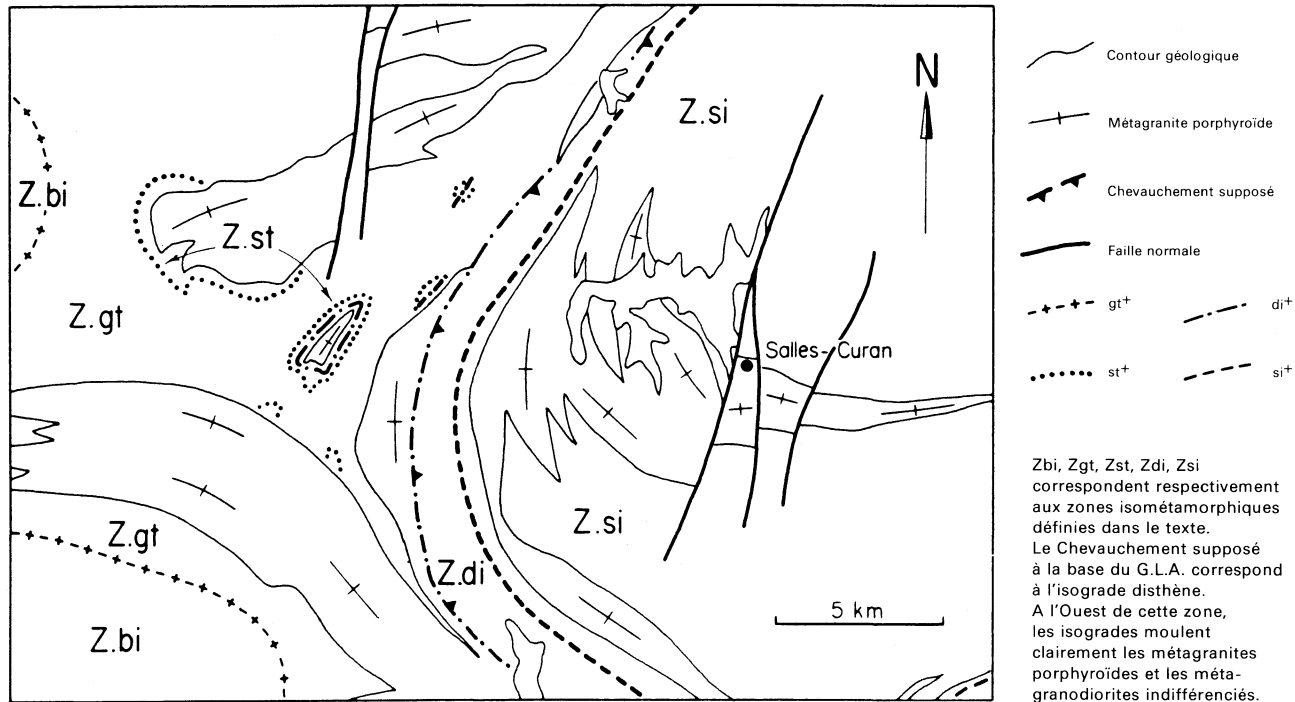 Z.si
N
Z.bi
Z.st
Z.gt
Salles-Curan
Z.si
Z.gt
Z.di
Z.bi
5 km
Contour géologique
Métagranite porphyroïde
Chevauchement supposé
Faille normale
gt+
di+
st+
si+
Zbi, Zgt, Zst, Zdi, Zsi
correspondent respectivement
aux zones isométamorphiques
définies dans le texte.
Le Chevauchement supposé
à la base du G.L.A. correspond
à l'isograde disthène.
A l'Ouest de cette zone,
les isogrades moulent
clairement les métagranites
porphyroïdes et les méta-
granodiorites indifférenciés.